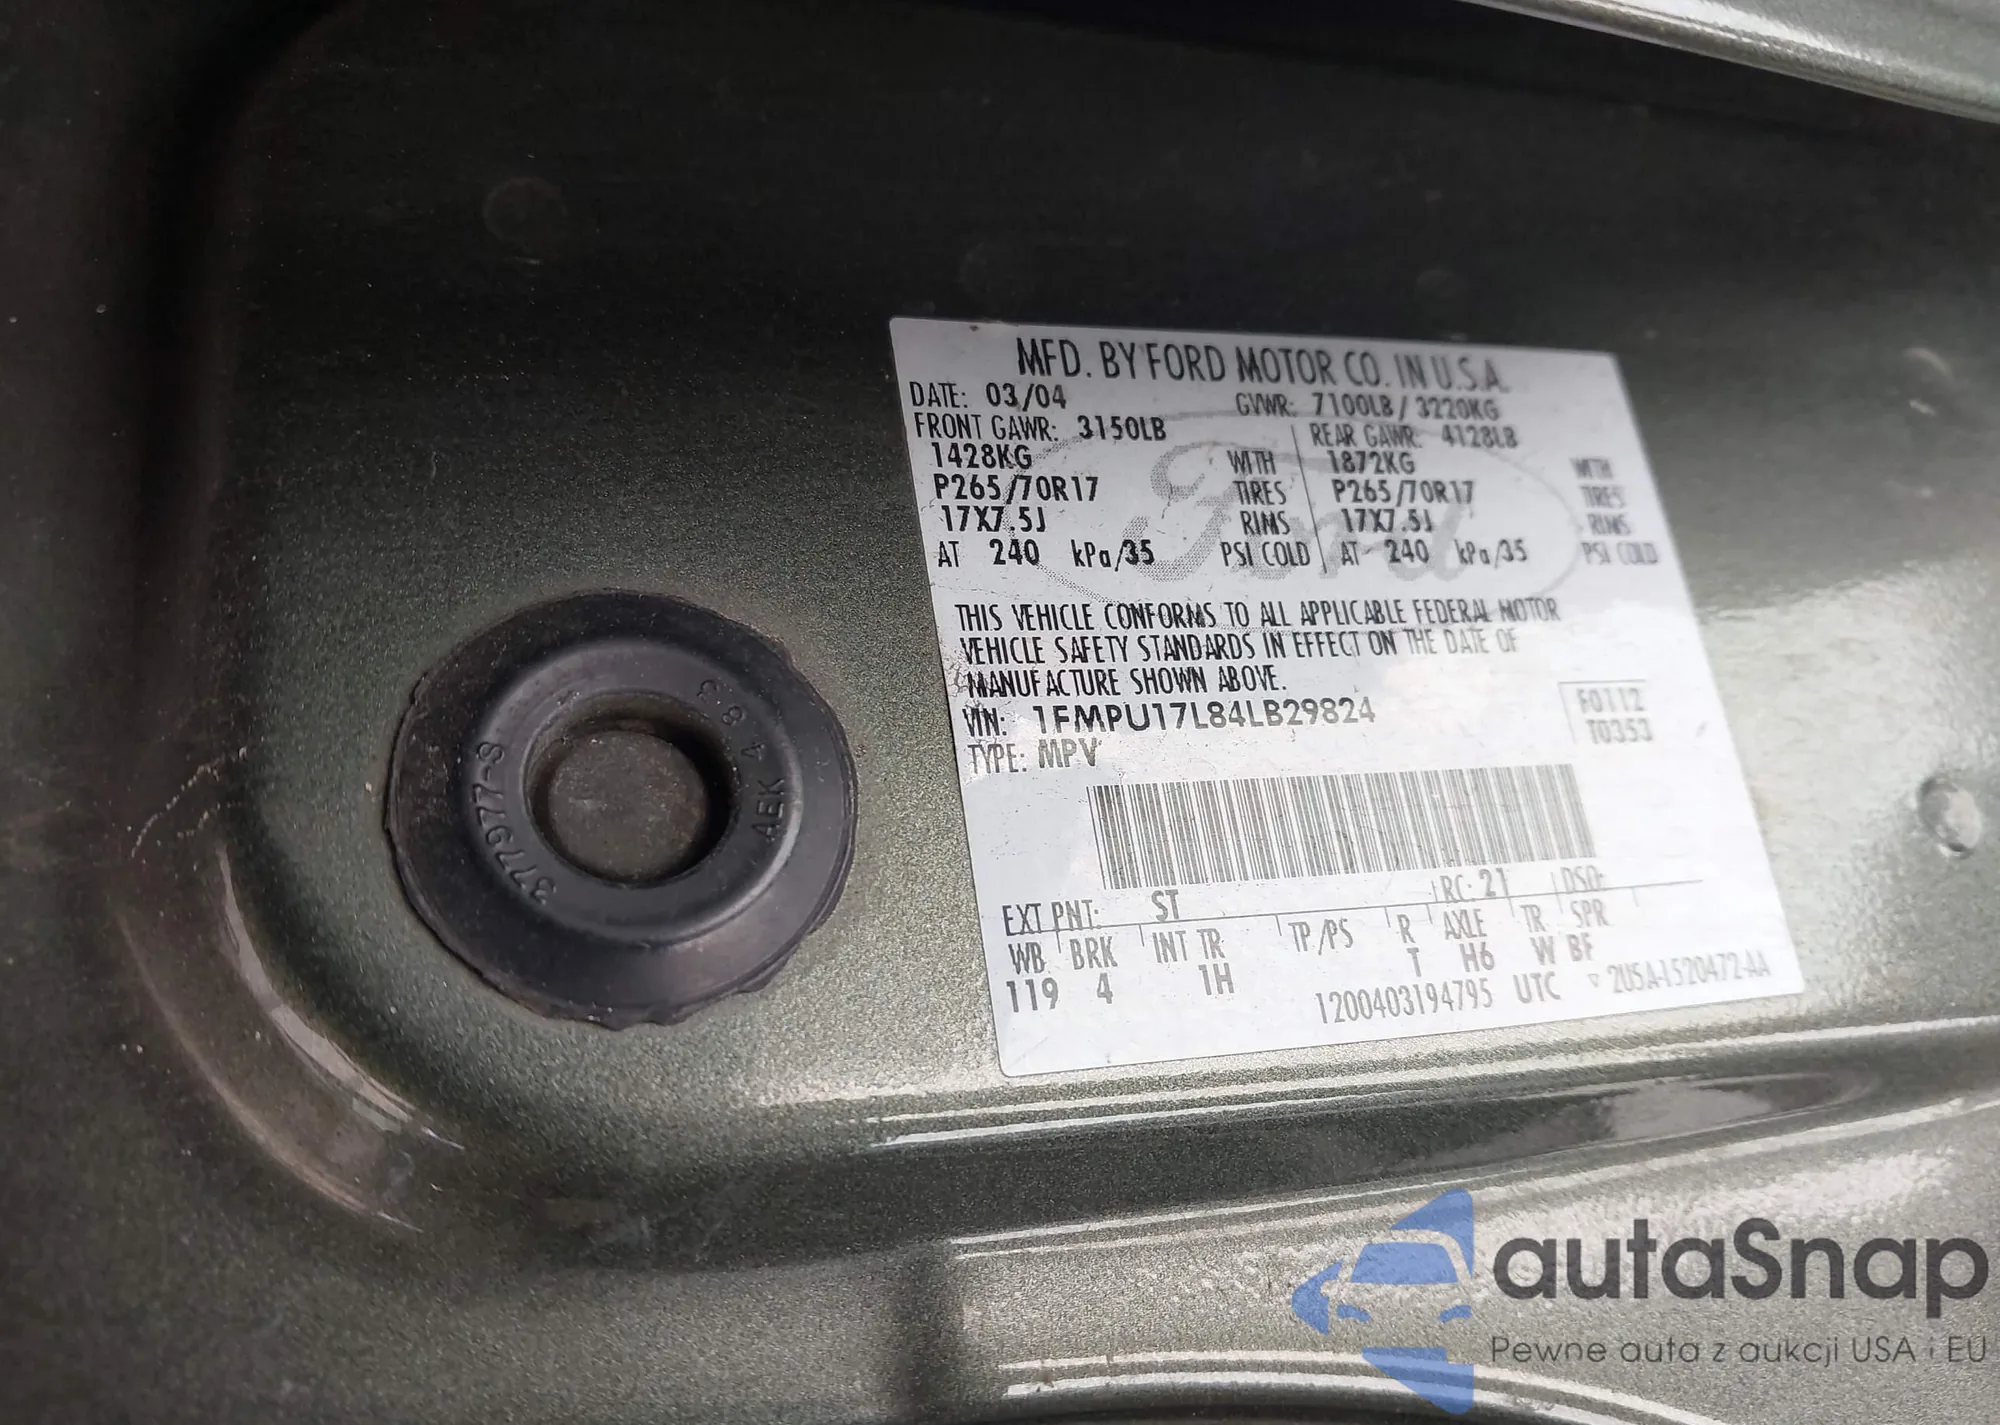 MFD. BY FORD MOTOR CO. IN U.S.A.
DATE: 03/04 GVWR: 7100LB / 3220KG
FRONT GAWR: 3150LB REAR GAWR: 4128LB
1428KG WITH 1872KG WITH
P265/70R17 TIRES P265/70R17 TIRES
17X7.5J RIMS 17X7.5J RIMS
AT 240 kPa/35 PSI COLD AT 240 kPa/35 PSI COLD
THIS VEHICLE CONFORMS TO ALL APPLICABLE FEDERAL MOTOR
VEHICLE SAFETY STANDARDS IN EFFECT ON THE DATE OF
MANUFACTURE SHOWN ABOVE.
VIN: 1FMPU17L84LB29824
F0112
T0353
TYPE: MPV
EXT PNT: ST RC: 21 DSO:
WB BRK INT TR TP/PS R AXLE TR SPR
119 4 1H T H6 W BF
1200403194795 UTC 2U5A-1520472-AA
37797 77-S
4EK 4 8
Ford
autaSnap
Pewne auta z aukcji USA i EU